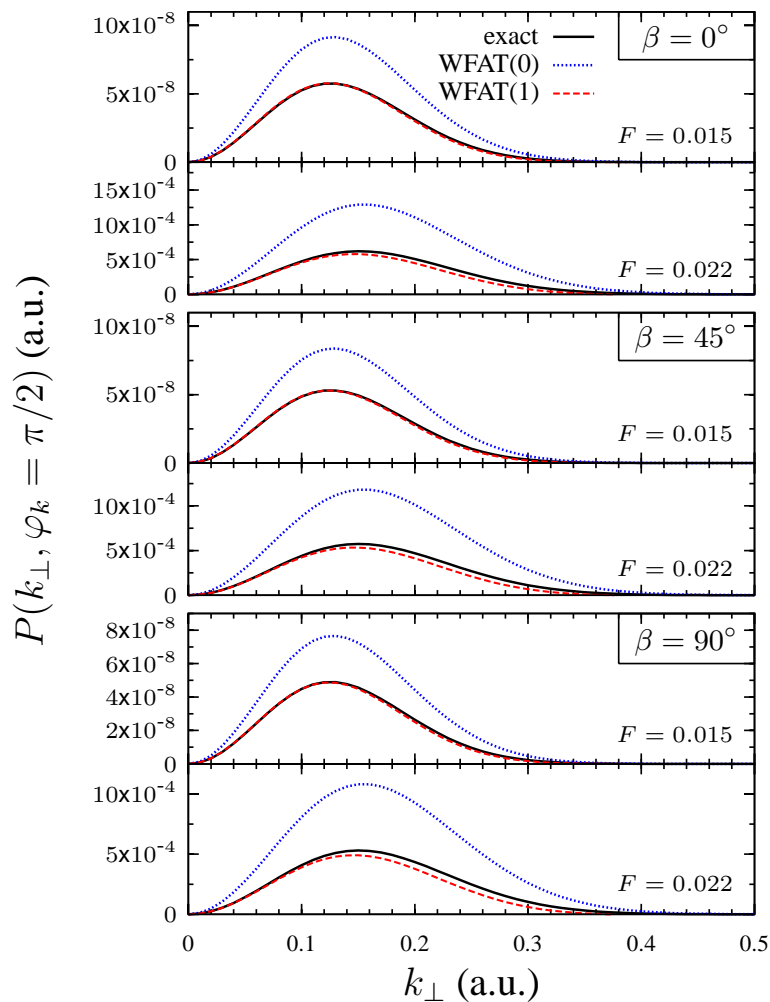 P(k⊥, φk = π/2) (a.u.)
10x10⁻⁸
5x10⁻⁸
0
exact
WFAT(0)
WFAT(1)
β = 0°
F = 0.015
15x10⁻⁴
10x10⁻⁴
5x10⁻⁴
0
F = 0.022
10x10⁻⁸
5x10⁻⁸
0
β = 45°
F = 0.015
10x10⁻⁴
5x10⁻⁴
0
F = 0.022
8x10⁻⁸
6x10⁻⁸
4x10⁻⁸
2x10⁻⁸
0
β = 90°
F = 0.015
10x10⁻⁴
5x10⁻⁴
0
F = 0.022
0 0.1 0.2 0.3 0.4 0.5
k⊥ (a.u.)